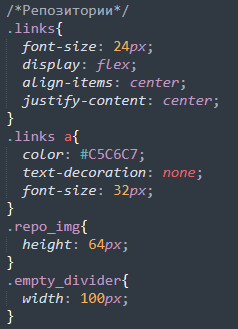 /*Репозитории*/
.links{
  font-size: 24px;
  display: flex;
  align-items: center;
  justify-content: center;
}
.links a{
  color: #C5C6C7;
  text-decoration: none;
  font-size: 32px;
}
.repo_img{
  height: 64px;
}
.empty_divider{
  width: 100px;
}